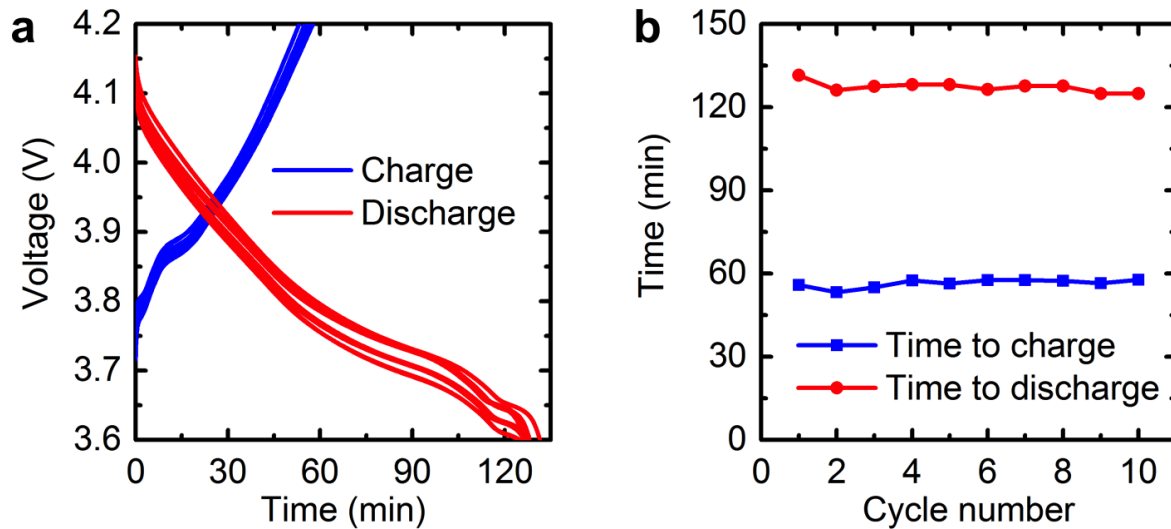 a
4.2
4.1
4.0
3.9
3.8
3.7
3.6
Voltage (V)
Charge
Discharge
0 30 60 90 120
Time (min)
b
150
120
90
60
30
0
Time (min)
Time to charge
Time to discharge
0 2 4 6 8 10
Cycle number